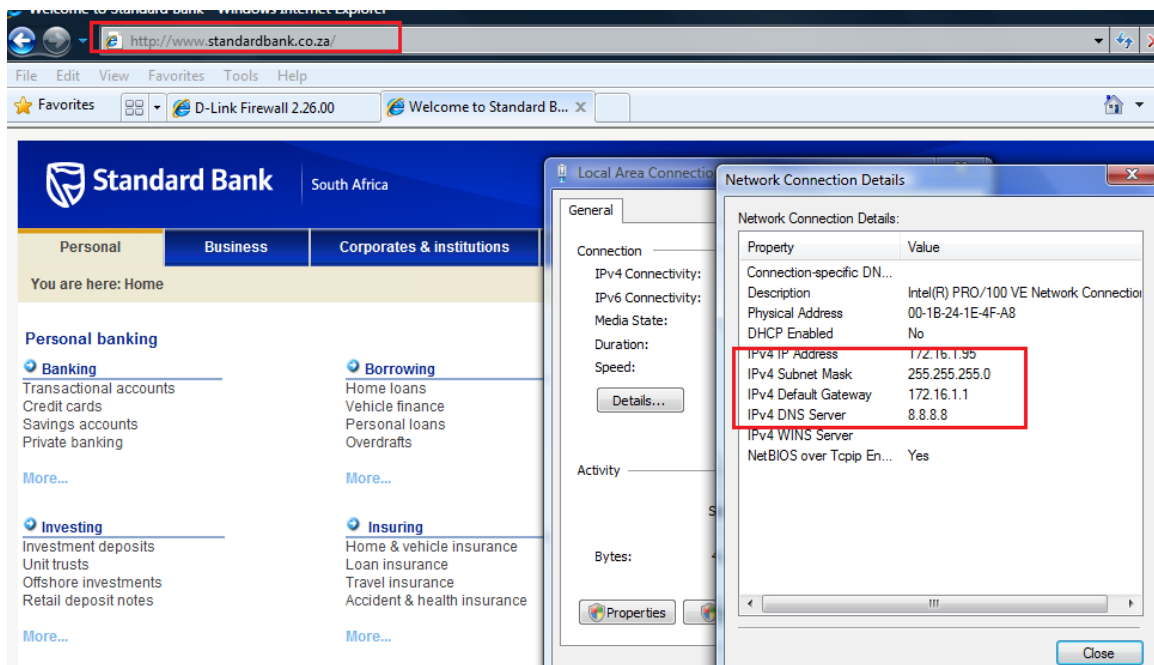 Welcome to Standard Bank - Windows Internet Explorer
http://www.standardbank.co.za/
File Edit View Favorites Tools Help
Favorites
D-Link Firewall 2.26.00
Welcome to Standard B...
Standard Bank
South Africa
Personal
Business
Corporates & institutions
You are here: Home
Personal banking
Banking
Transactional accounts
Credit cards
Savings accounts
Private banking
More...
Borrowing
Home loans
Vehicle finance
Personal loans
Overdrafts
More...
Investing
Investment deposits
Unit trusts
Offshore investments
Retail deposit notes
More...
Insuring
Home & vehicle insurance
Loan insurance
Travel insurance
Accident & health insurance
More...
Local Area Connectio
General
Connection
IPv4 Connectivity:
IPv6 Connectivity:
Media State:
Duration:
Speed:
Details...
Activity
S
Bytes:
Properties
Network Connection Details
Network Connection Details:
Property Value
Connection-specific DN...
Description Intel(R) PRO/100 VE Network Connection
Physical Address 00-1B-24-1E-4F-A8
DHCP Enabled No
IPv4 IP Address 172.16.1.95
IPv4 Subnet Mask 255.255.255.0
IPv4 Default Gateway 172.16.1.1
IPv4 DNS Server 8.8.8.8
IPv4 WINS Server
NetBIOS over Tcpip En... Yes
Close